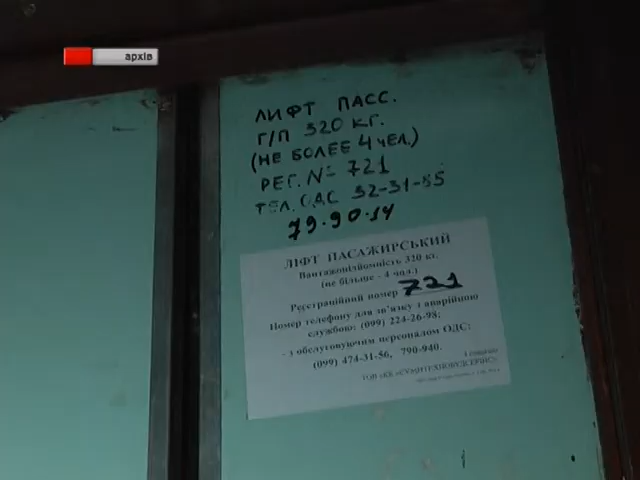 архів
ЛИФТ ПАСС.
Г/П 320 КГ.
(НЕ БОЛЕЕ 4 ЧЕЛ.)
РЕГ. № 721
ТЕЛ. ОДС 32-31-55
79-90-14
ЛІФТ ПАСАЖИРСЬКИЙ
Вантажопідйомність 320 кг.
(не більше - 4 чол.)
Реєстраційний номер 721
Номер телефону для зв'язку з аварійною
службою: (099) 224-26-98;
- з обслуговуючим персоналом ОДС:
(099) 474-31-56, 790-940.
З повагою